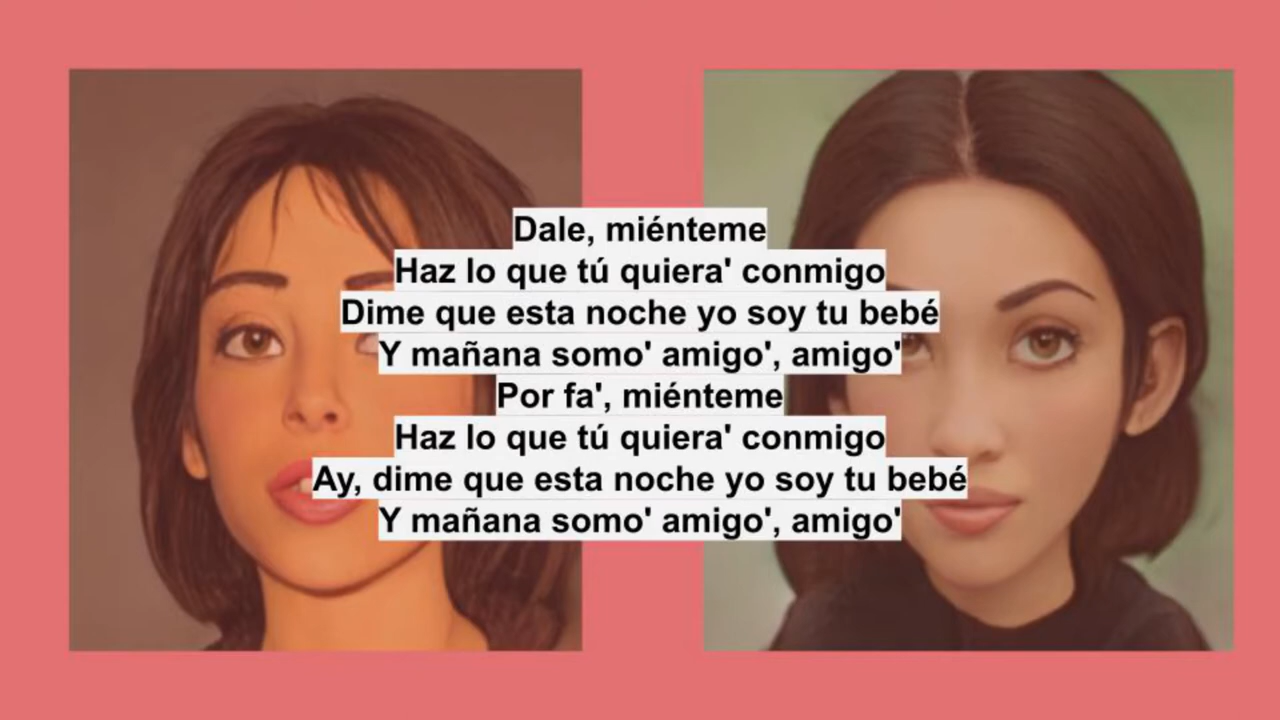 Dale, miénteme
Haz lo que tú quiera' conmigo
Dime que esta noche yo soy tu bebé
Y mañana somo' amigo', amigo'
Por fa', miénteme
Haz lo que tú quiera' conmigo
Ay, dime que esta noche yo soy tu bebé
Y mañana somo' amigo', amigo'